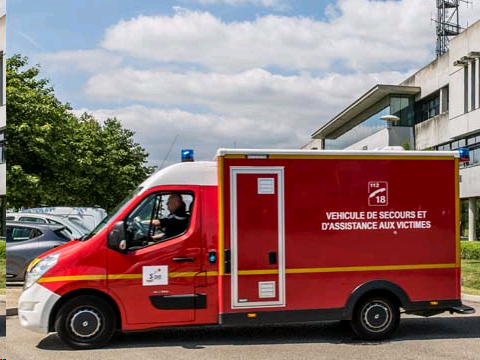 112
18
VEHICULE DE SECOURS ET
D'ASSISTANCE AUX VICTIMES